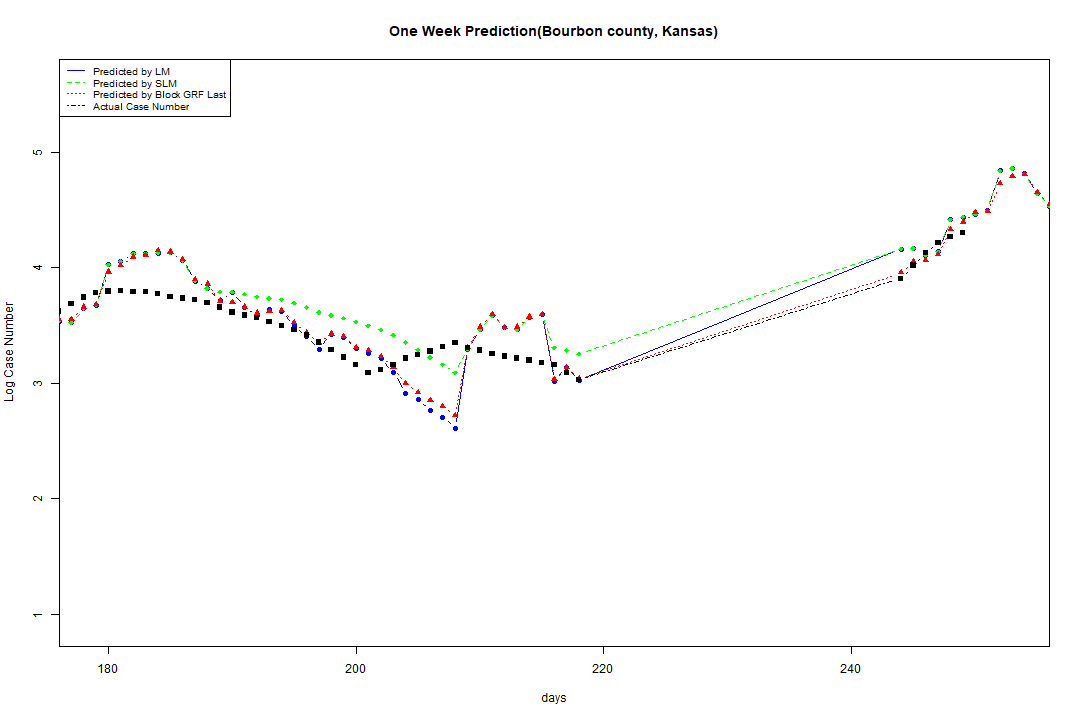 One Week Prediction(Bourbon county, Kansas)
Predicted by LM
Predicted by SLM
Predicted by Block GRF Last
Actual Case Number
5
4
3
2
1
Log Case Number
180
200
220
240
days